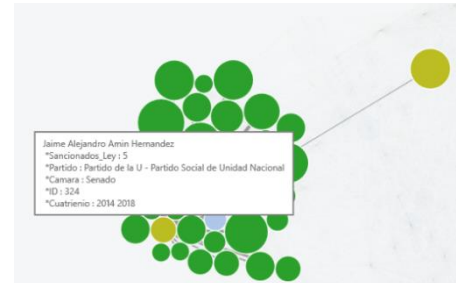 Jaime Alejandro Amin Hernandez
*Sancionados_Ley : 5
*Partido : Partido de la U - Partido Social de Unidad Nacional
*Camara : Senado
*ID : 324
*Cuatrienio : 2014 2018